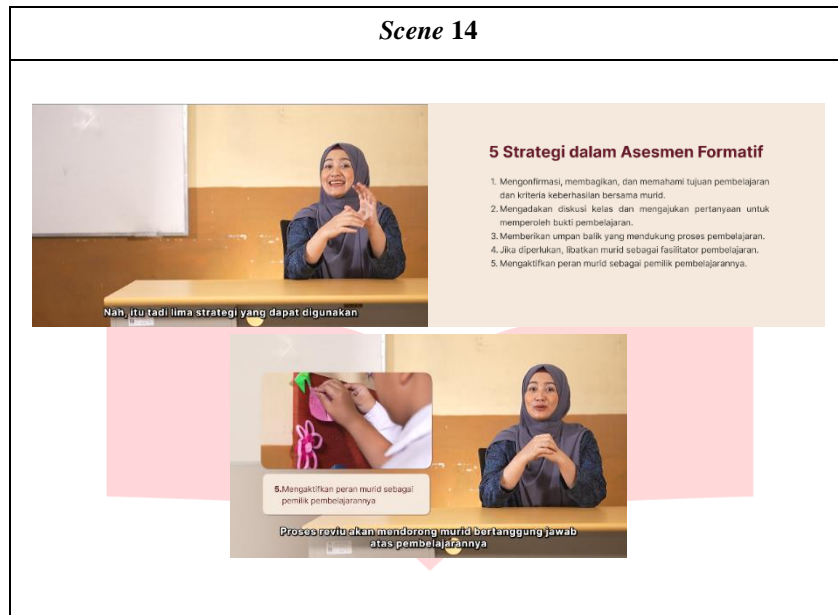 Scene 14
Nah, itu tadi lima strategi yang dapat digunakan
5 Strategi dalam Asesmen Formatif
1. Mengonfirmasi, membagikan, dan memahami tujuan pembelajaran
dan kriteria keberhasilan bersama murid.
2. Mengadakan diskusi kelas dan mengajukan pertanyaan untuk
memperoleh bukti pembelajaran.
3. Memberikan umpan balik yang mendukung proses pembelajaran.
4. Jika diperlukan, libatkan murid sebagai fasilitator pembelajaran.
5. Mengaktifkan peran murid sebagai pemilik pembelajarannya.
5.Mengaktifkan peran murid sebagai
pemilik pembelajarannya
Proses reviu akan mendorong murid bertanggung jawab
atas pembelajarannya